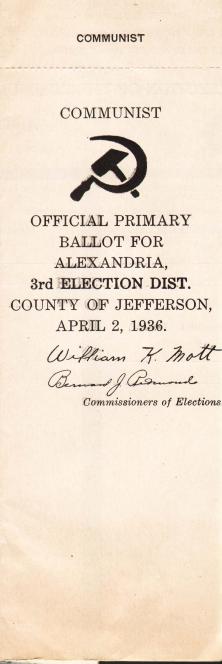 COMMUNIST
COMMUNIST
OFFICIAL PRIMARY
BALLOT FOR
ALEXANDRIA,
3rd ELECTION DIST.
COUNTY OF JEFFERSON,
APRIL 2, 1936.
William K. Mott
Bernard J
Commissioners of Elections